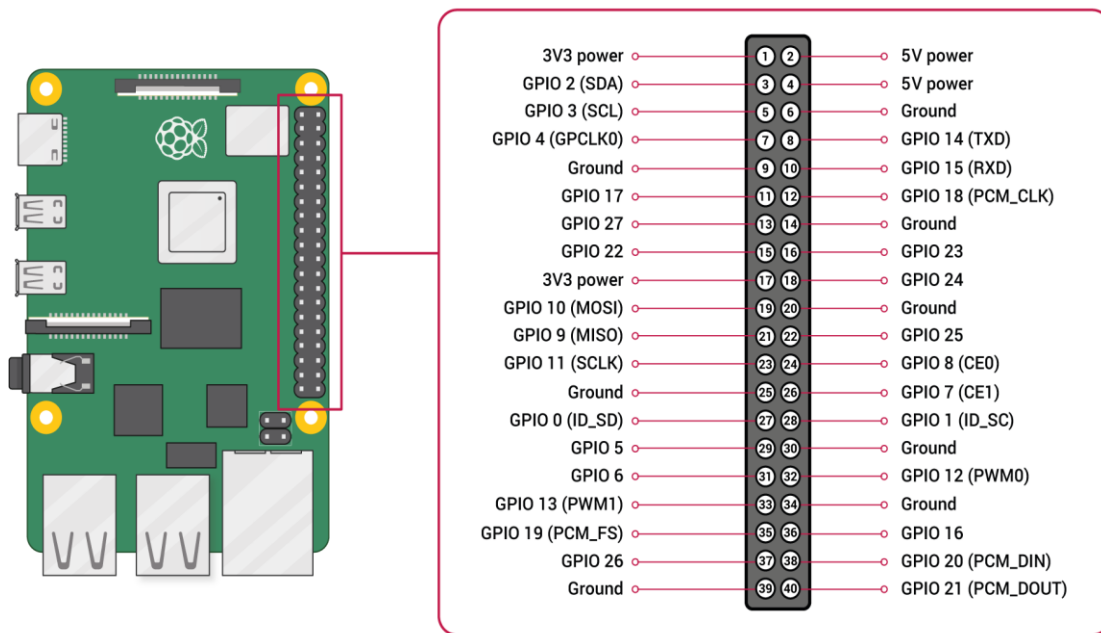 3V3 power 1 2 5V power
GPIO 2 (SDA) 3 4 5V power
GPIO 3 (SCL) 5 6 Ground
GPIO 4 (GPCLK0) 7 8 GPIO 14 (TXD)
Ground 9 10 GPIO 15 (RXD)
GPIO 17 11 12 GPIO 18 (PCM_CLK)
GPIO 27 13 14 Ground
GPIO 22 15 16 GPIO 23
3V3 power 17 18 GPIO 24
GPIO 10 (MOSI) 19 20 Ground
GPIO 9 (MISO) 21 22 GPIO 25
GPIO 11 (SCLK) 23 24 GPIO 8 (CE0)
Ground 25 26 GPIO 7 (CE1)
GPIO 0 (ID_SD) 27 28 GPIO 1 (ID_SC)
GPIO 5 29 30 Ground
GPIO 6 31 32 GPIO 12 (PWM0)
GPIO 13 (PWM1) 33 34 Ground
GPIO 19 (PCM_FS) 35 36 GPIO 16
GPIO 26 37 38 GPIO 20 (PCM_DIN)
Ground 39 40 GPIO 21 (PCM_DOUT)